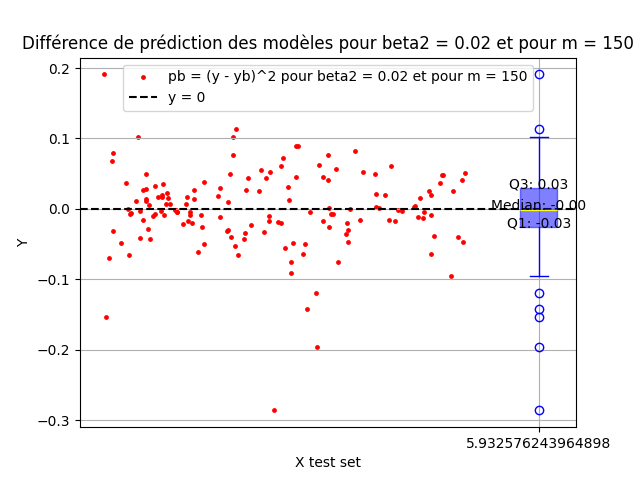 Différence de prédiction des modèles pour beta2 = 0.02 et pour m = 150
pb = (y - yb)^2 pour beta2 = 0.02 et pour m = 150
y = 0
0.2
0.1
0.0
−0.1
−0.2
−0.3
Y
Q3: 0.03
Median: -0.00
Q1: -0.03
5.932576243964898
X test set